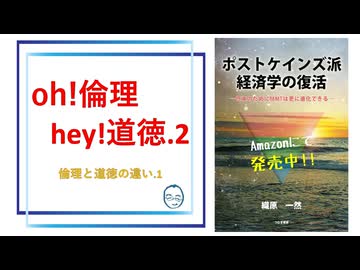 oh!倫理
hey!道徳.2
倫理と道徳の違い.1
ポストケインズ派
経済学の復活
Amazonにて
発売中!!
織原 一然